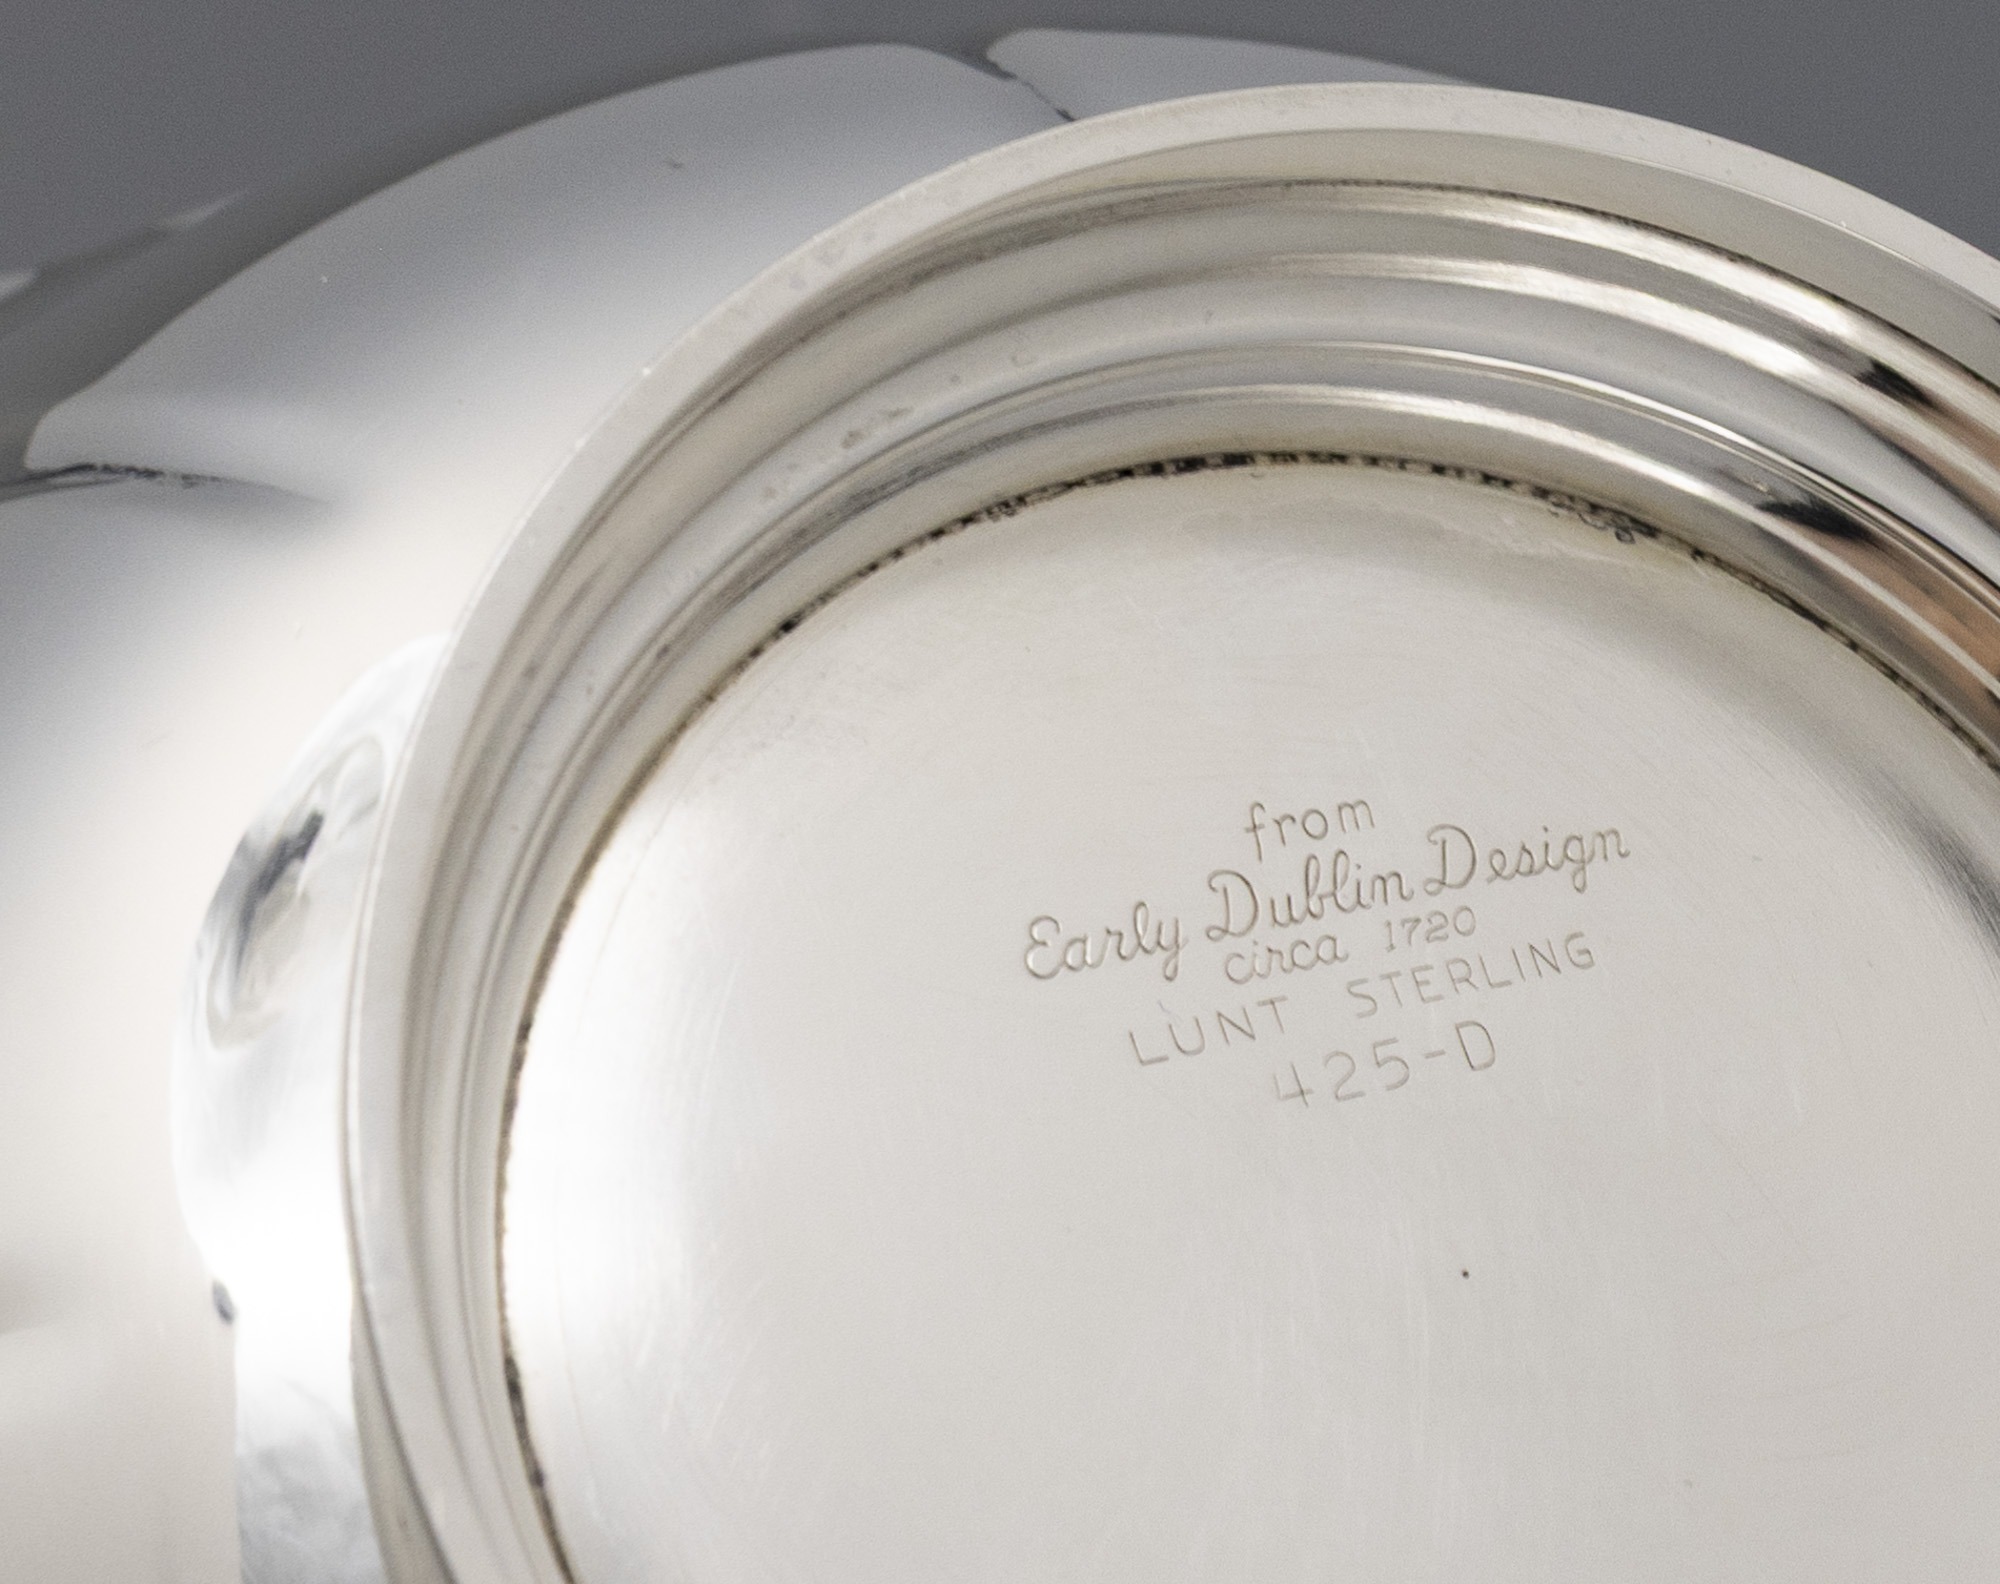 from
Early Dublin Design
circa 1720
LUNT STERLING
425-D